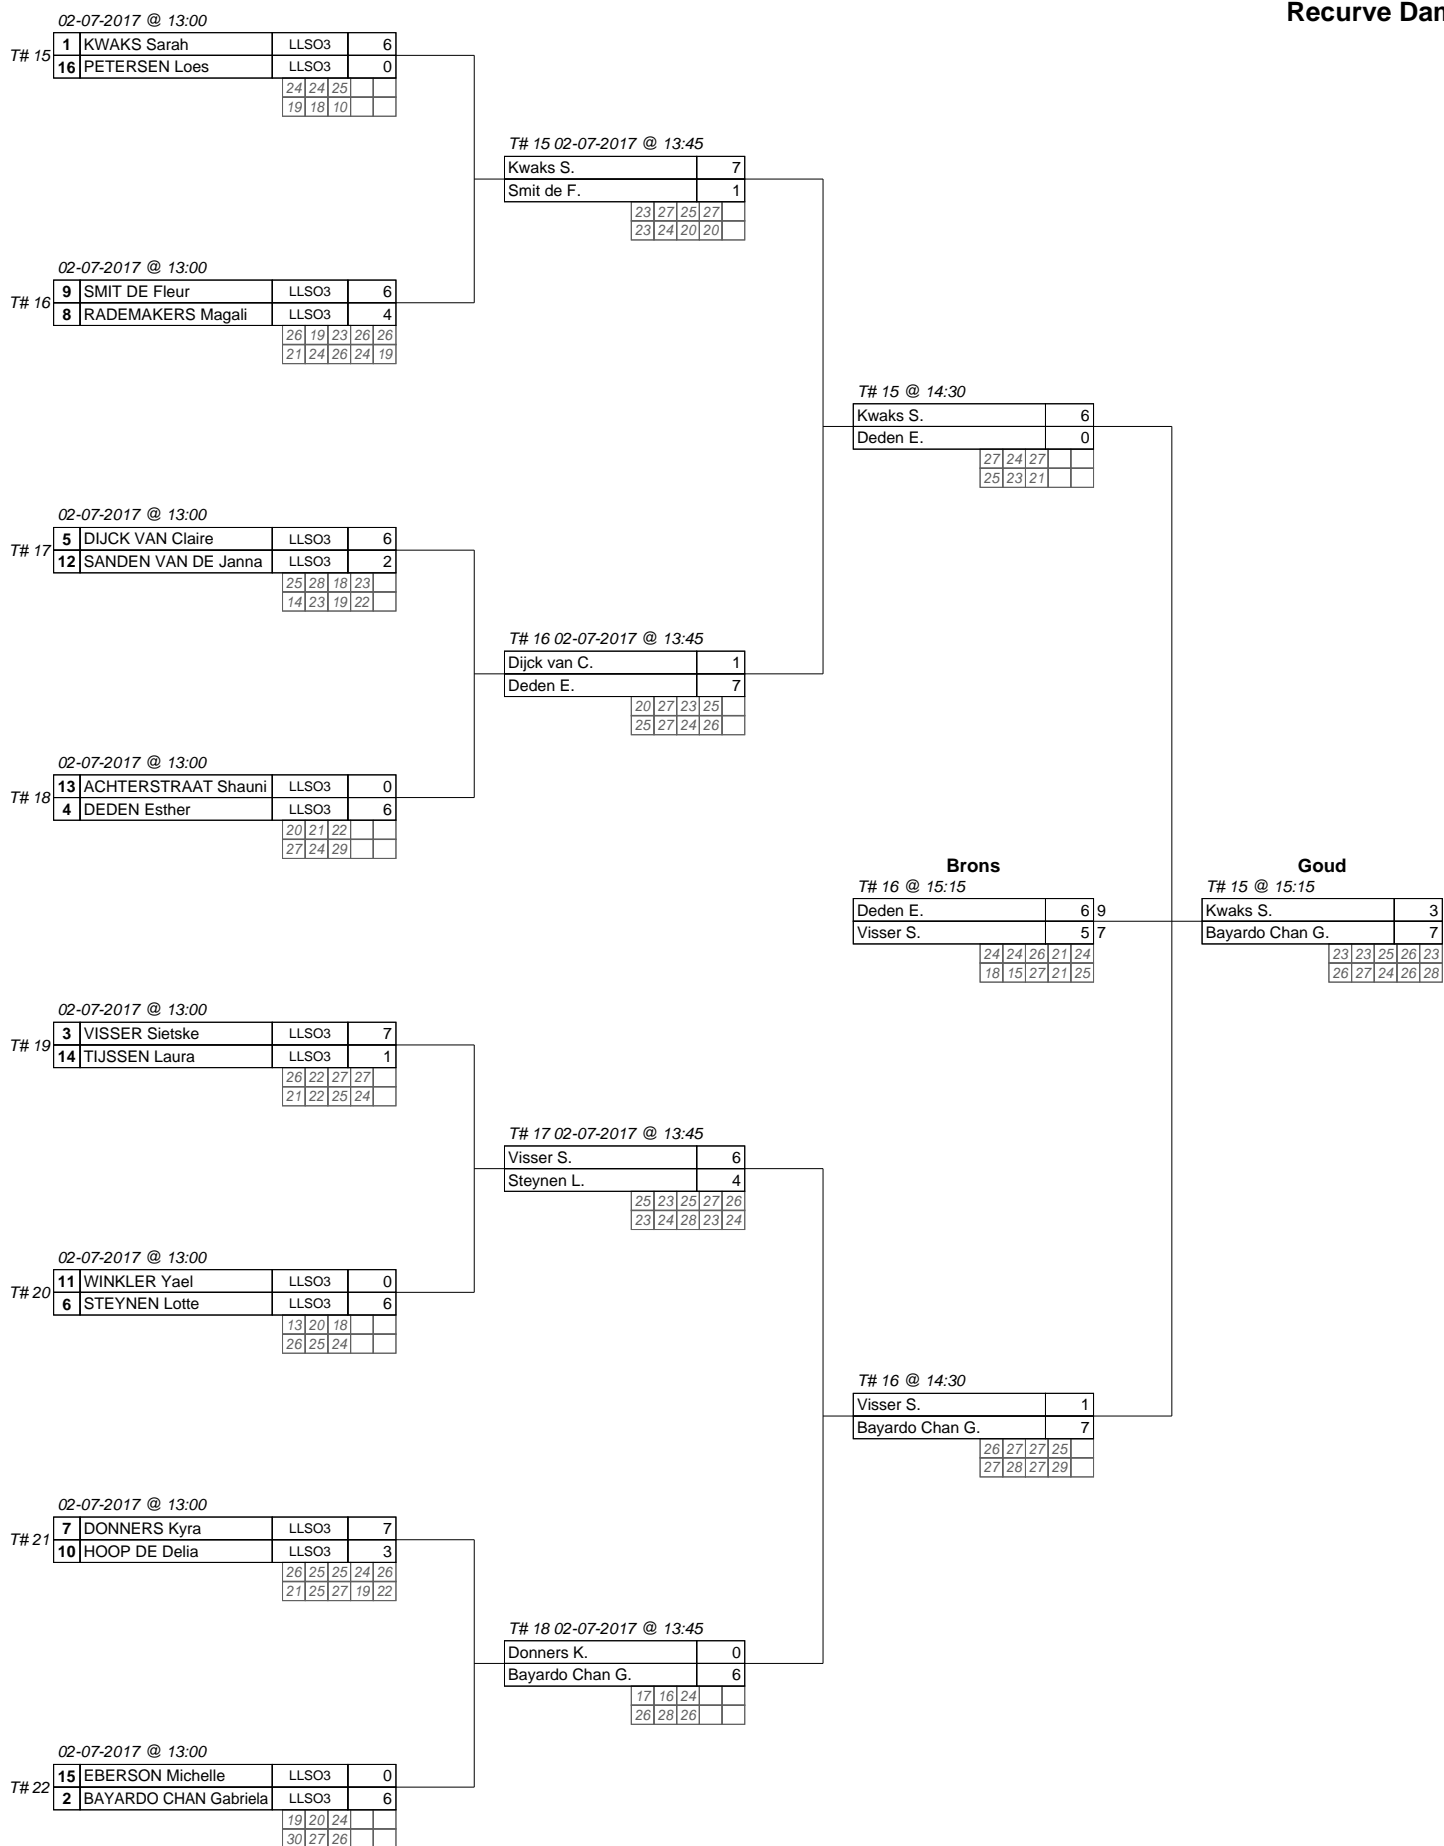 Recurve Dam
02-07-2017 @ 13:00
T# 15
1 KWAKS Sarah LLSO3 6
16 PETERSEN Loes LLSO3 0
24 24 25
19 18 10
T# 15 02-07-2017 @ 13:45
Kwaks S. 7
Smit de F. 1
23 27 25 27
23 24 20 20
02-07-2017 @ 13:00
T# 16
9 SMIT DE Fleur LLSO3 6
8 RADEMAKERS Magali LLSO3 4
26 19 23 26 26
21 24 26 24 19
T# 15 @ 14:30
Kwaks S. 6
Deden E. 0
27 24 27
25 23 21
02-07-2017 @ 13:00
T# 17
5 DIJCK VAN Claire LLSO3 6
12 SANDEN VAN DE Janna LLSO3 2
25 28 18 23
14 23 19 22
T# 16 02-07-2017 @ 13:45
Dijck van C. 1
Deden E. 7
20 27 23 25
25 27 24 26
02-07-2017 @ 13:00
T# 18
13 ACHTERSTRAAT Shauni LLSO3 0
4 DEDEN Esther LLSO3 6
20 21 22
27 24 29
Brons
T# 16 @ 15:15
Deden E. 6 9
Visser S. 5 7
24 24 26 21 24
18 15 27 21 25
Goud
T# 15 @ 15:15
Kwaks S. 3
Bayardo Chan G. 7
23 23 25 26 23
26 27 24 26 28
02-07-2017 @ 13:00
T# 19
3 VISSER Sietske LLSO3 7
14 TIJSSEN Laura LLSO3 1
26 22 27 27
21 22 25 24
T# 17 02-07-2017 @ 13:45
Visser S. 6
Steynen L. 4
25 23 25 27 26
23 24 28 23 24
02-07-2017 @ 13:00
T# 20
11 WINKLER Yael LLSO3 0
6 STEYNEN Lotte LLSO3 6
13 20 18
26 25 24
T# 16 @ 14:30
Visser S. 1
Bayardo Chan G. 7
26 27 27 25
27 28 27 29
02-07-2017 @ 13:00
T# 21
7 DONNERS Kyra LLSO3 7
10 HOOP DE Delia LLSO3 3
26 25 25 24 26
21 25 27 19 22
T# 18 02-07-2017 @ 13:45
Donners K. 0
Bayardo Chan G. 6
17 16 24
26 28 26
02-07-2017 @ 13:00
T# 22
15 EBERSON Michelle LLSO3 0
2 BAYARDO CHAN Gabriela LLSO3 6
19 20 24
30 27 26